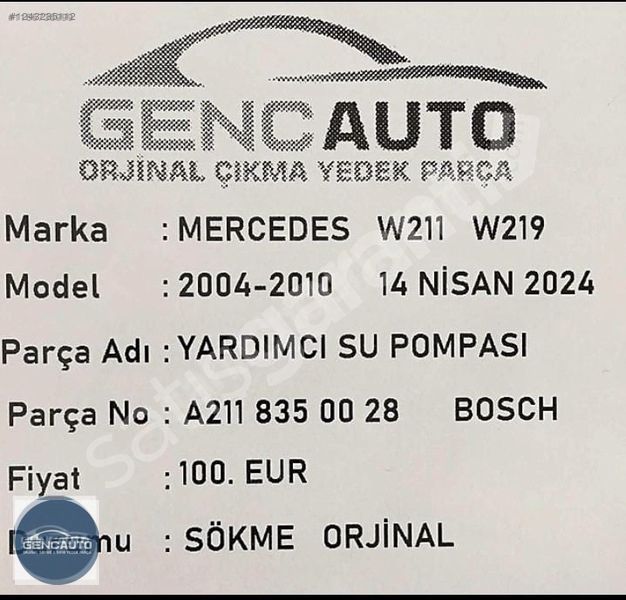 GENCAUTO
ORJİNAL ÇIKMA YEDEK PARÇA
Marka : MERCEDES W211 W219
Model : 2004-2010 14 NİSAN 2024
Parça Adı : YARDIMCI SU POMPASI
Parça No : A211 835 00 28 BOSCH
Fiyat : 100. EUR
: SÖKME ORJİNAL
GENCAUTO